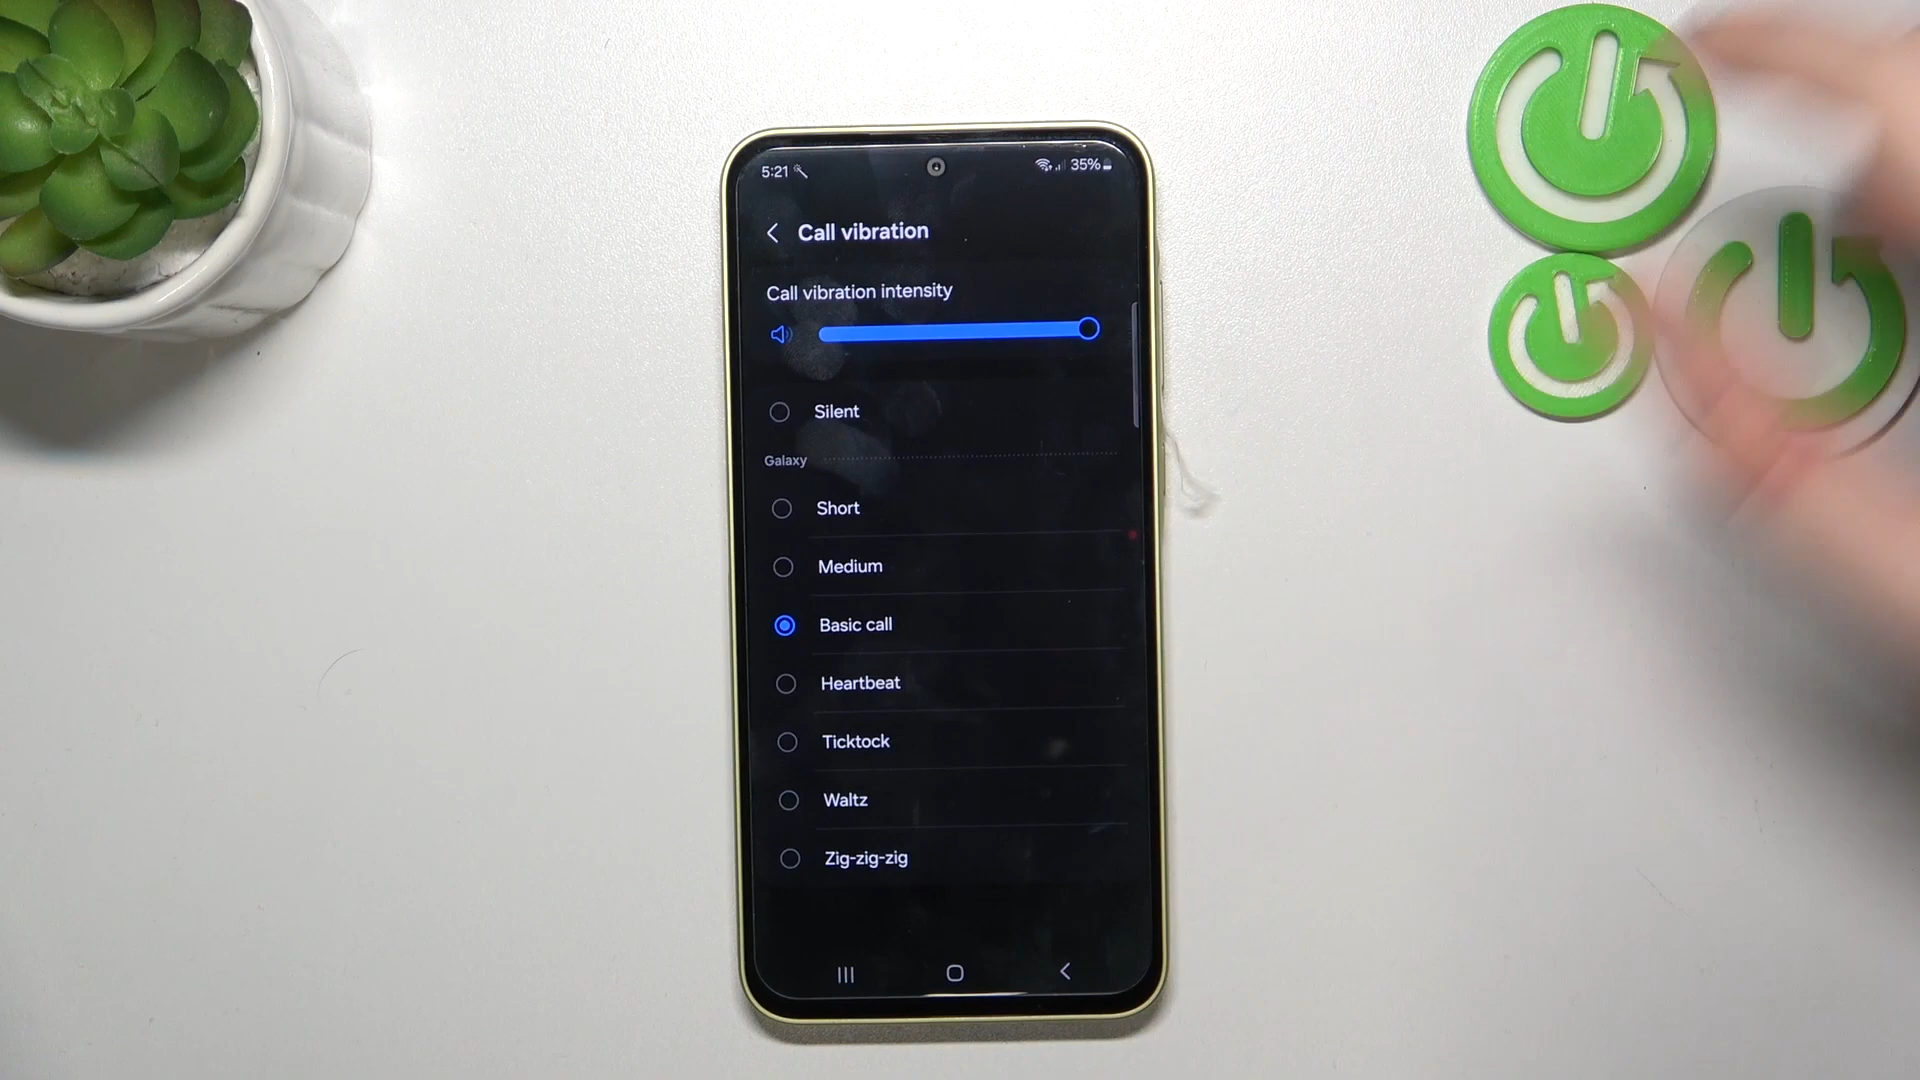 5:21
35%
Call vibration
Call vibration intensity
Silent
Galaxy
Short
Medium
Basic call
Heartbeat
Ticktock
Waltz
Zig-zig-zig